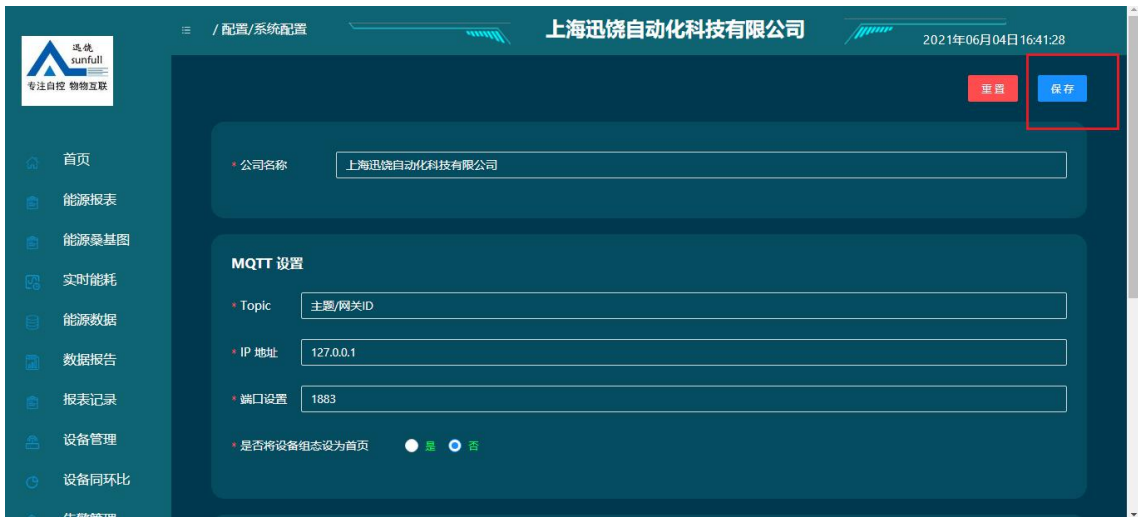 / 配置/系统配置
上海迅饶自动化科技有限公司
2021年06月04日16:41:28
迅饶
sunfull
专注自控 物物互联
重置
保存
首页
能源报表
能源桑基图
实时能耗
能源数据
数据报告
报表记录
设备管理
设备同环比
告警管理
* 公司名称
上海迅饶自动化科技有限公司
MQTT 设置
* Topic
主题/网关ID
* IP 地址
127.0.0.1
* 端口设置
1883
* 是否将设备组态设为首页
是
否